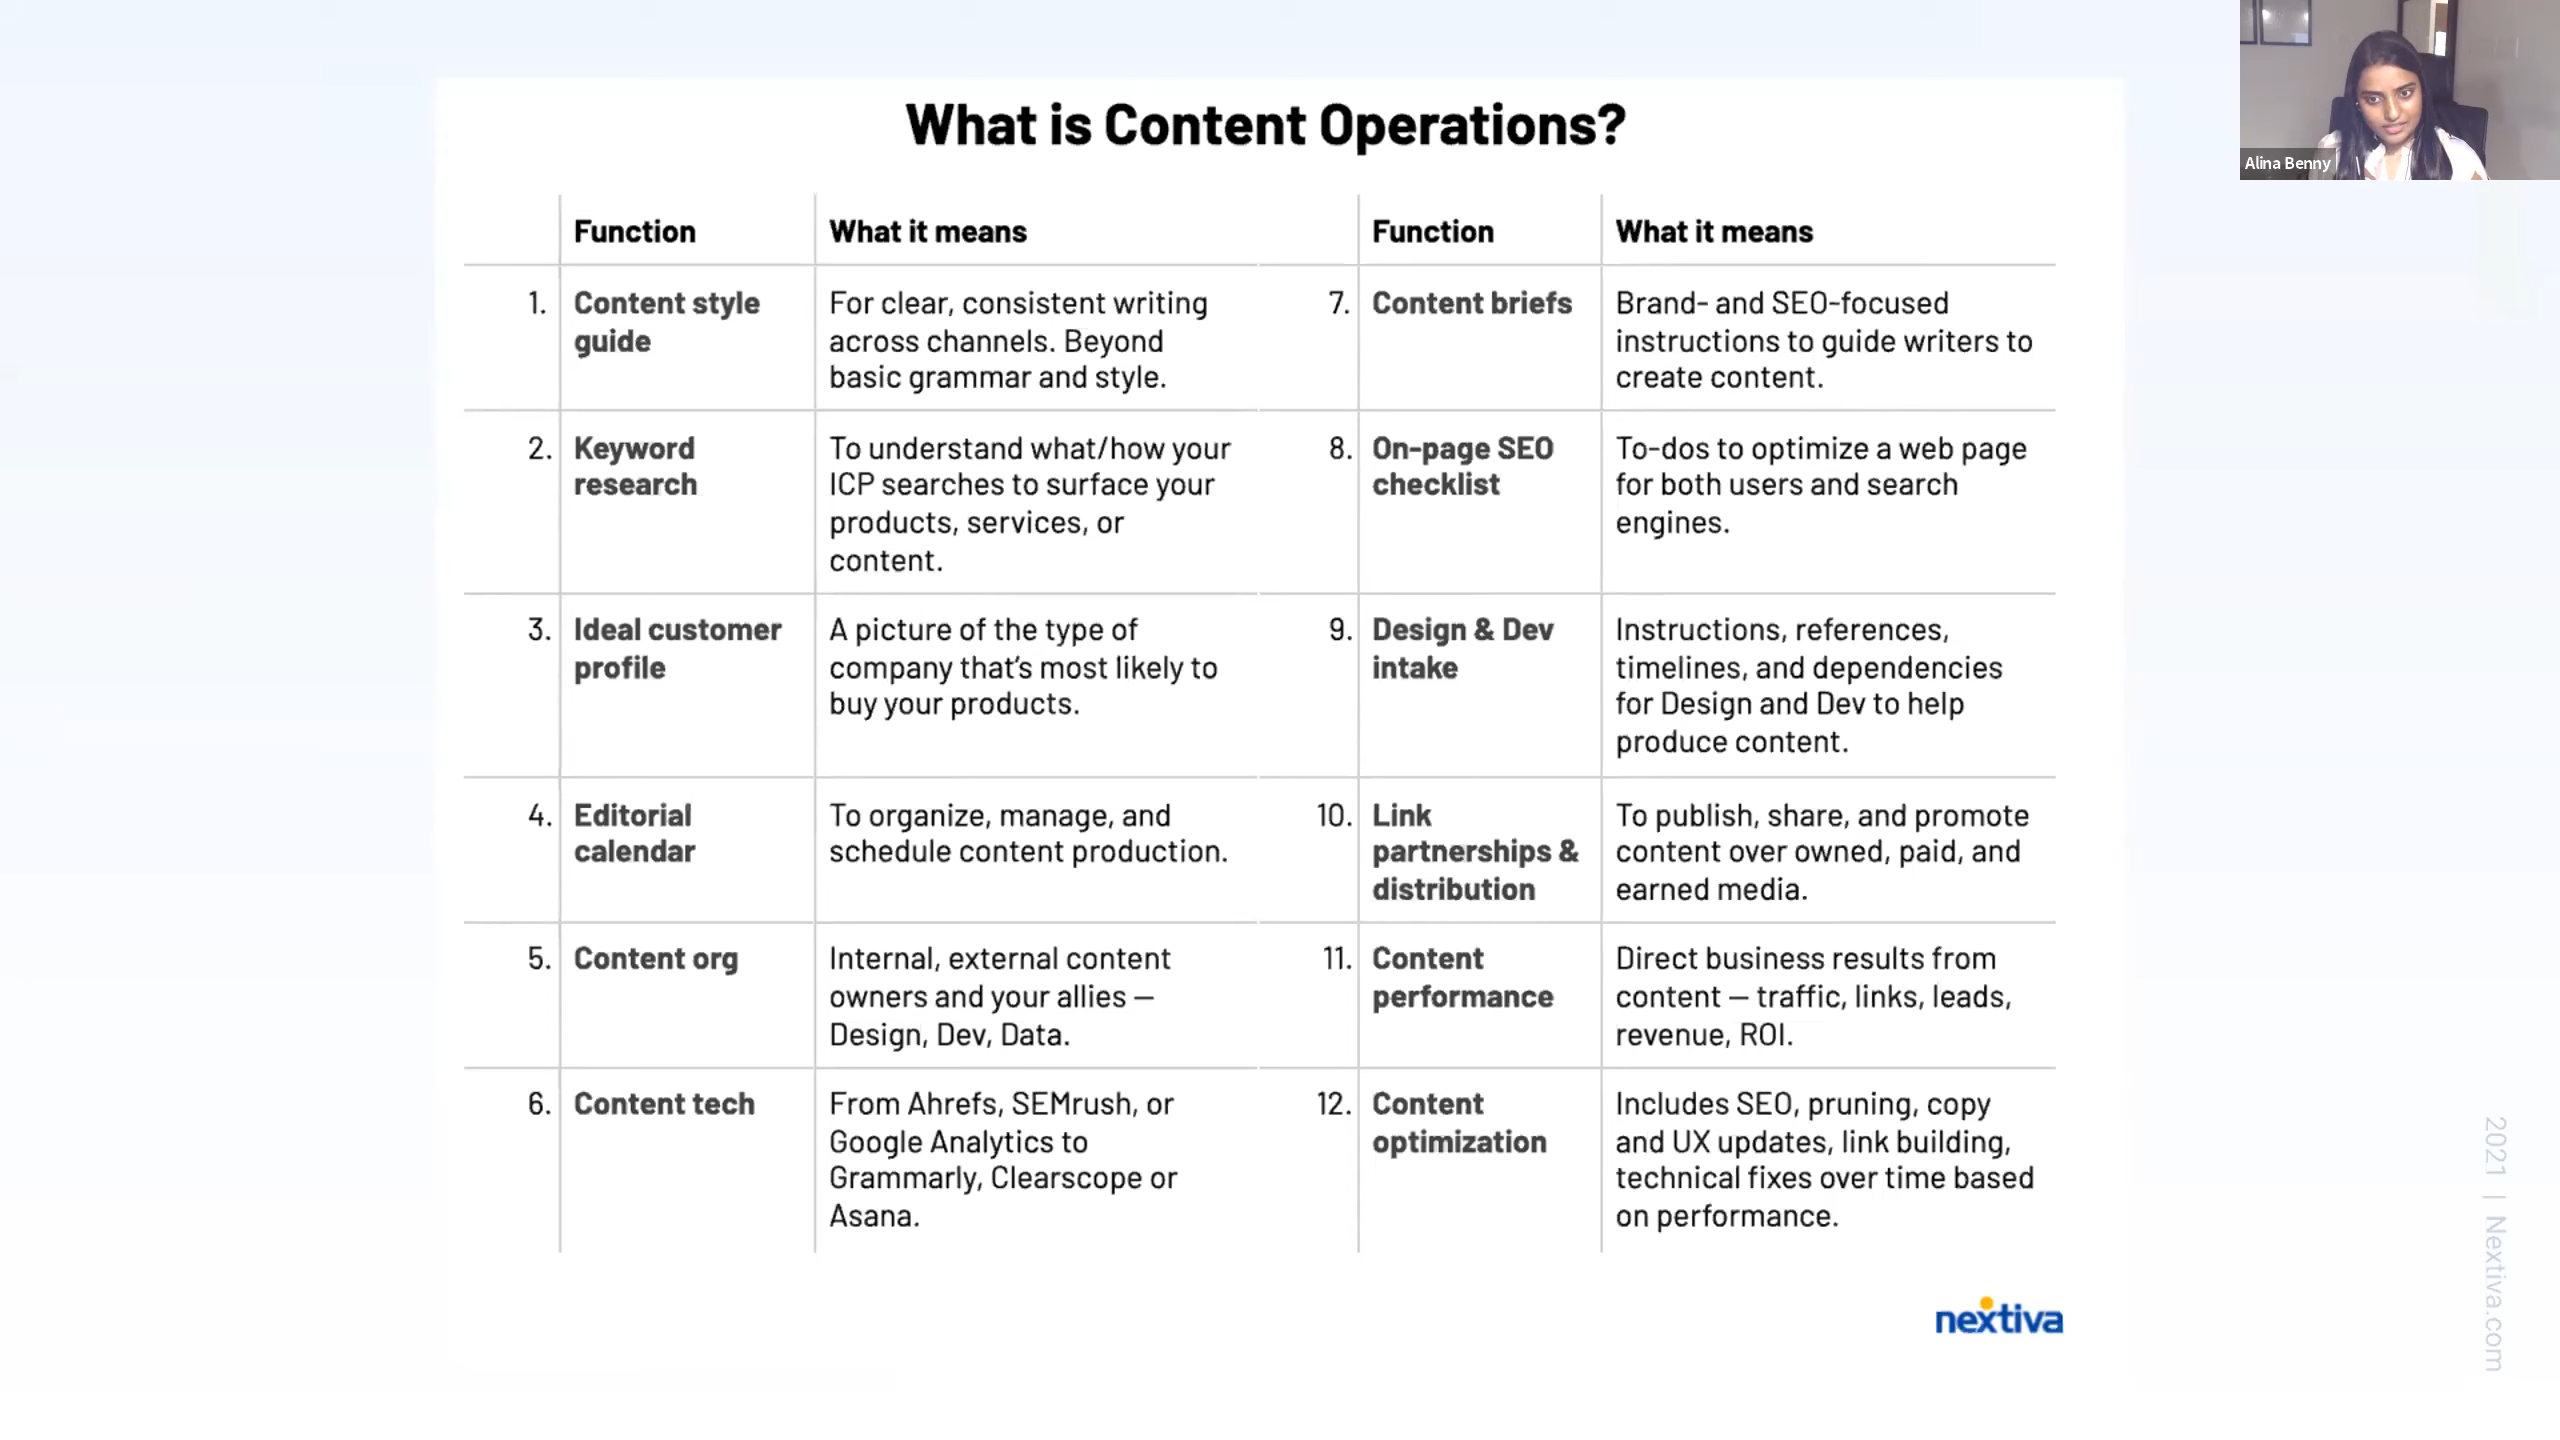 What is Content Operations?
Alina Benny
Function
What it means
Function
What it means
1.
Content style
guide
For clear, consistent writing
across channels. Beyond
basic grammar and style.
7.
Content briefs
Brand- and SEO-focused
instructions to guide writers to
create content.
2.
Keyword
research
To understand what/how your
ICP searches to surface your
products, services, or
content.
8.
On-page SEO
checklist
To-dos to optimize a web page
for both users and search
engines.
3.
Ideal customer
profile
A picture of the type of
company that's most likely to
buy your products.
9.
Design & Dev
intake
Instructions, references,
timelines, and dependencies
for Design and Dev to help
produce content.
4.
Editorial
calendar
To organize, manage, and
schedule content production.
10.
Link
partnerships &
distribution
To publish, share, and promote
content over owned, paid, and
earned media.
5.
Content org
Internal, external content
owners and your allies —
Design, Dev, Data.
11.
Content
performance
Direct business results from
content — traffic, links, leads,
revenue, ROI.
6.
Content tech
From Ahrefs, SEMrush, or
Google Analytics to
Grammarly, Clearscope or
Asana.
12.
Content
optimization
Includes SEO, pruning, copy
and UX updates, link building,
technical fixes over time based
on performance.
nextiva
2021 | Nextiva.com